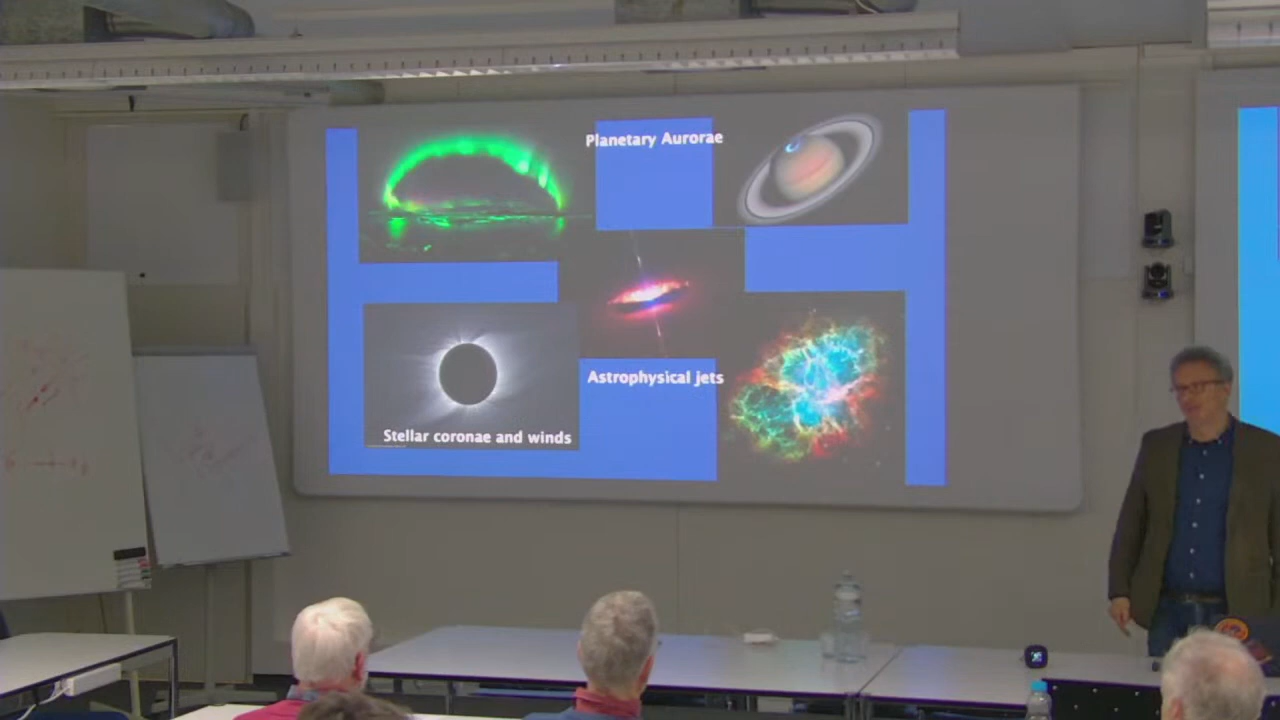 Planetary Aurorae
Astrophysical jets
Stellar coronae and winds